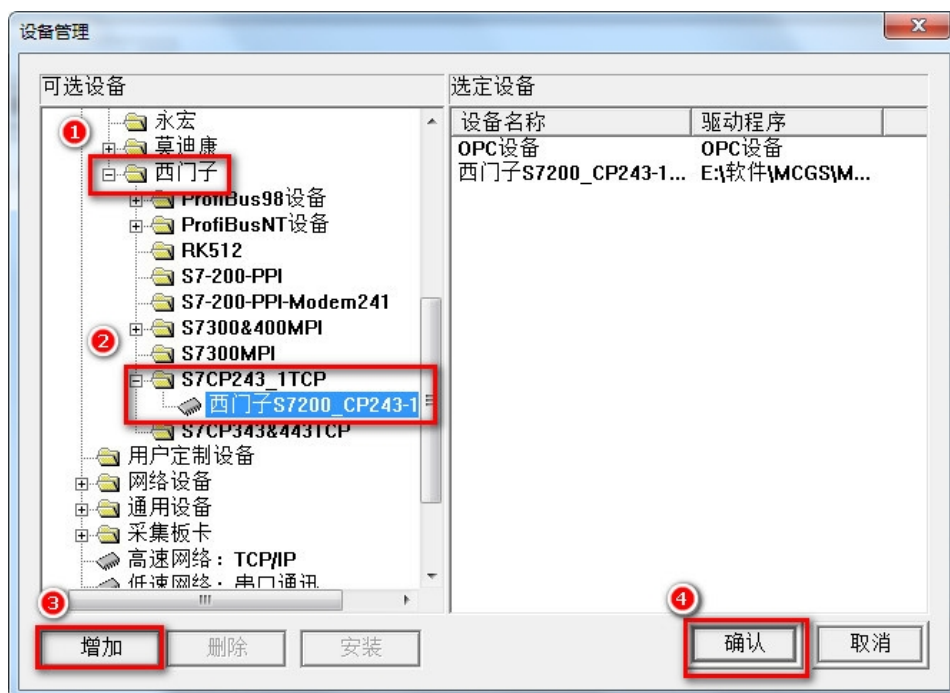 设备管理
可选设备
永宏
莫迪康
西门子
ProfiBus98设备
ProfiBusNT设备
RK512
S7-200-PPI
S7-200-PPI-Modem241
S7300&400MPI
S7300MPI
S7CP243_1TCP
西门子S7200_CP243-1
S7CP343&443TCP
用户定制设备
网络设备
通用设备
采集板卡
高速网络：TCP/IP
低速网络：串口通讯
1
2
3
增加
删除
安装
选定设备
设备名称 驱动程序
OPC设备 OPC设备
西门子S7200_CP243-1... E:\软件\MCGS\M...
4
确认
取消